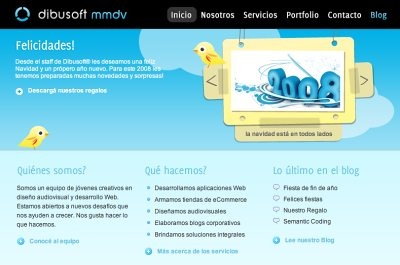 dibusoft mmdv
Inicio Nosotros Servicios Portfolio Contacto Blog
Felicidades!
Desde el staff de Dibusoft® les deseamos una feliz
Navidad y un própero año nuevo. Para este 2008 les
tenemos preparadas muchas novedades y sorpresas!
Descargá nuestros regalos
2008
la navidad está en todos lados
Quiénes somos?
Somos un equipo de jóvenes creativos en
diseño audiovisual y desarrollo Web.
Estamos abiertos a nuevos desafíos que
nos ayuden a crecer. Nos gusta hacer lo
que hacemos.
Conocé al equipo
Qué hacemos?
Desarrollamos aplicaciones Web
Armamos tiendas de eCommerce
Diseñamos audiovisuales
Elaboramos blogs corporativos
Brindamos soluciones integrales
Más acerca de los servicios
Lo último en el blog
Fiesta de fin de año
Felices fiestas
Nuestro Regalo
Semantic Coding
Lee nuestro Blog